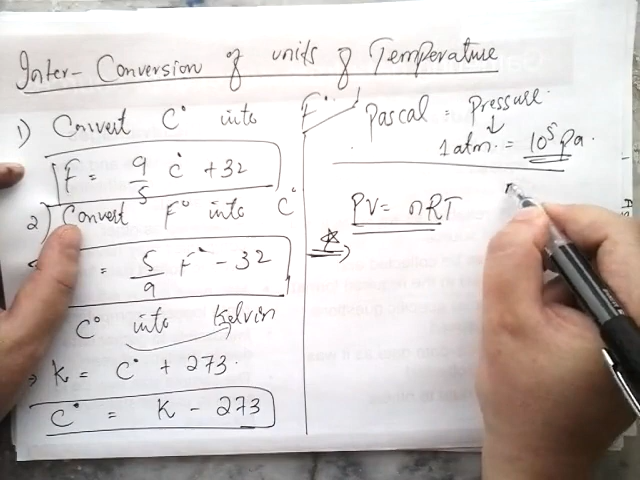 Inter-Conversion of units of Temperature
1) Convert C° into F°
F = 9/5 C° + 32
2) Convert F° into C°
= 5/9 F° - 32
C° into Kelvin
K = C° + 273.
C° = K - 273
Pascal = Pressure.
1 atm. = 10⁵ Pa.
PV = nRT